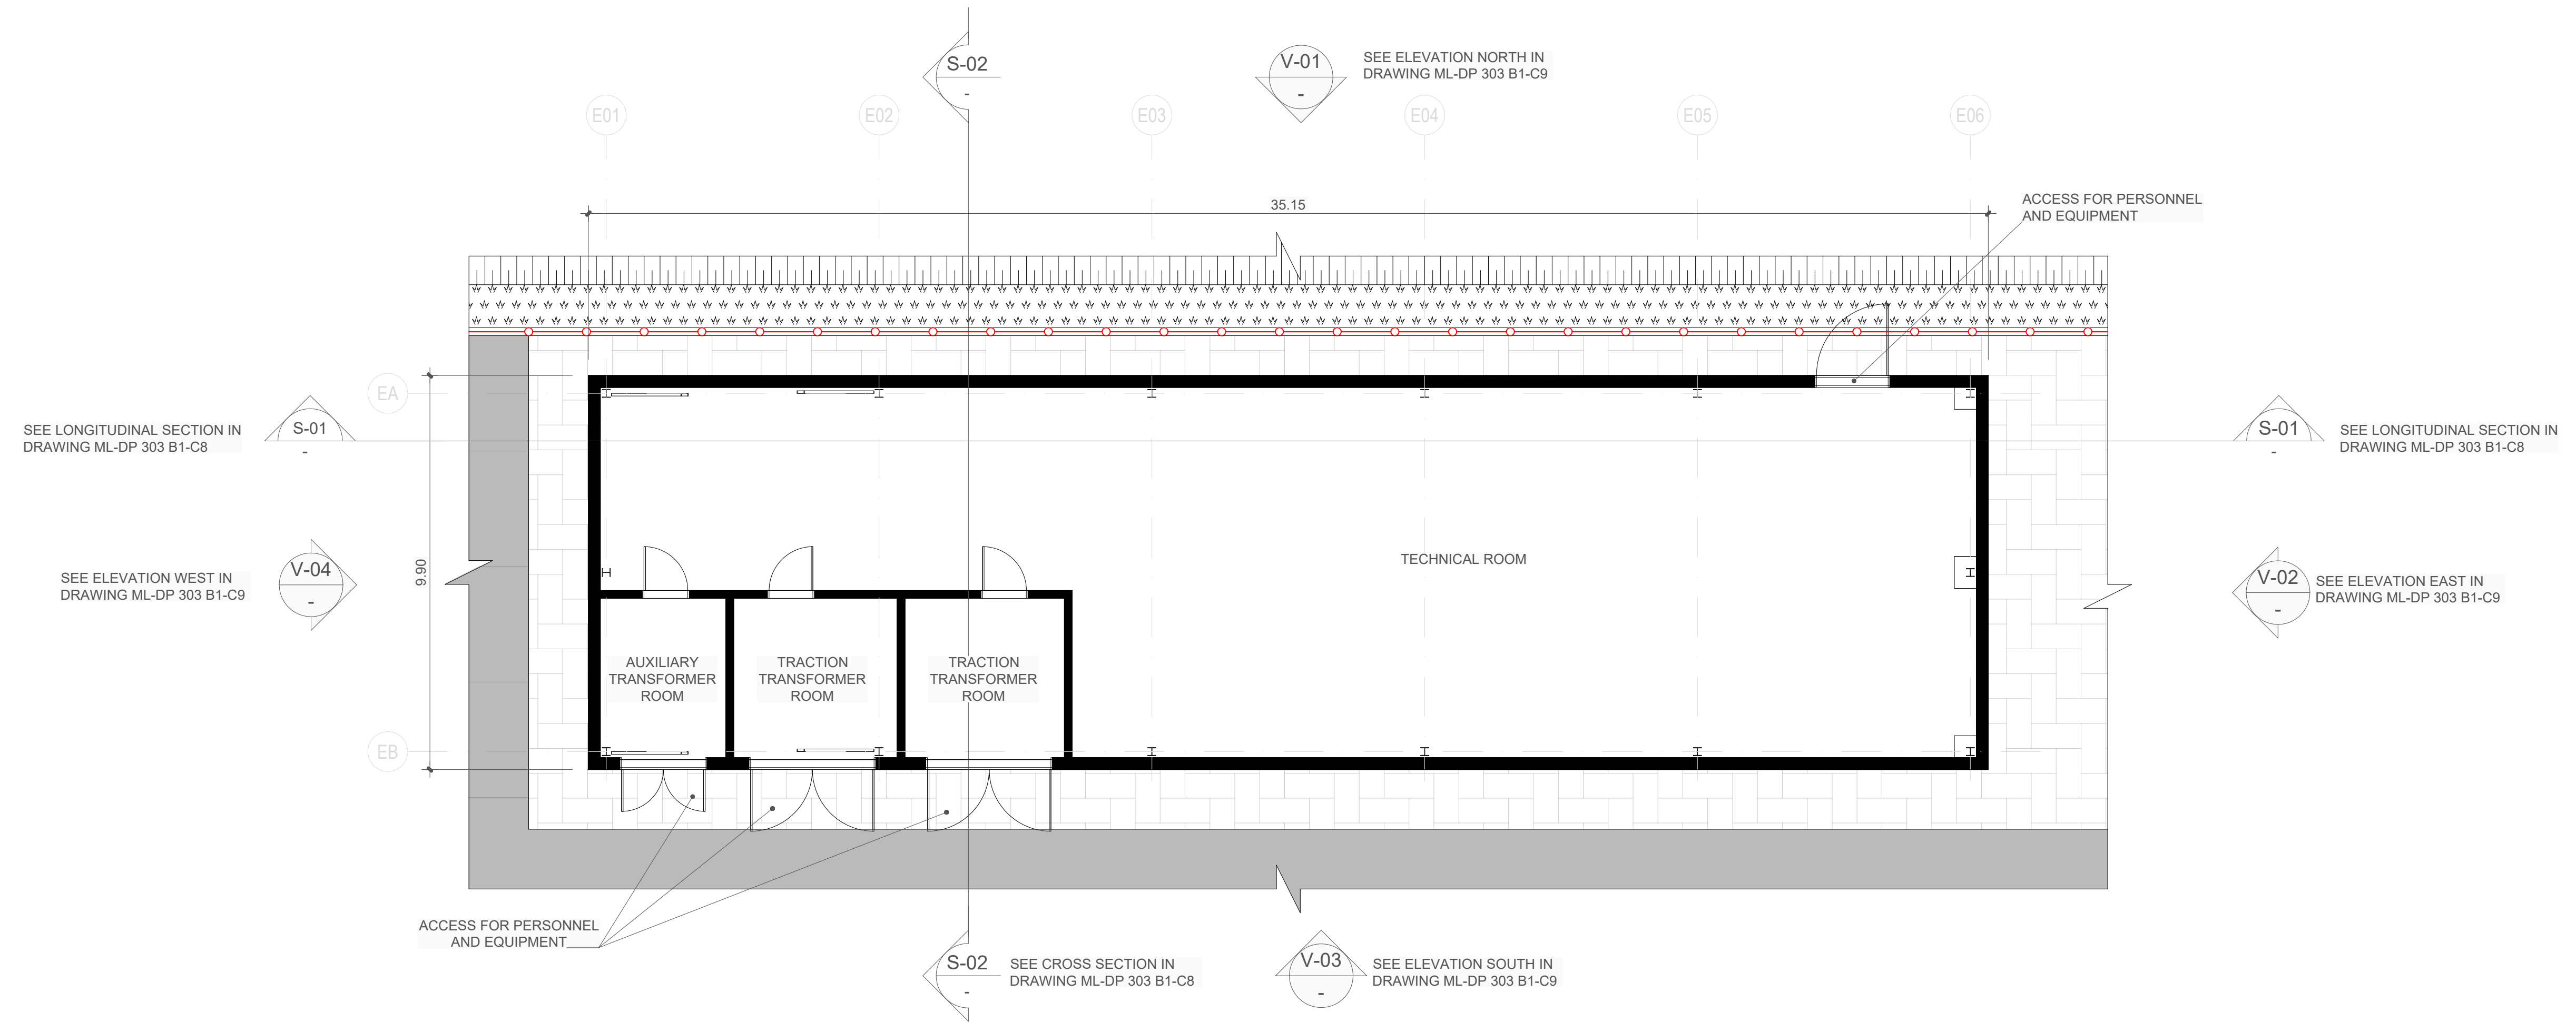 S-02
-
V-01
-
SEE ELEVATION NORTH IN
DRAWING ML-DP 303 B1-C9
E01
E02
E03
E04
E05
E06
35.15
ACCESS FOR PERSONNEL
AND EQUIPMENT
EA
SEE LONGITUDINAL SECTION IN
DRAWING ML-DP 303 B1-C8
S-01
-
S-01
-
SEE LONGITUDINAL SECTION IN
DRAWING ML-DP 303 B1-C8
SEE ELEVATION WEST IN
DRAWING ML-DP 303 B1-C9
V-04
-
9.90
TECHNICAL ROOM
V-02
-
SEE ELEVATION EAST IN
DRAWING ML-DP 303 B1-C9
AUXILIARY
TRANSFORMER
ROOM
TRACTION
TRANSFORMER
ROOM
TRACTION
TRANSFORMER
ROOM
EB
ACCESS FOR PERSONNEL
AND EQUIPMENT
S-02
-
SEE CROSS SECTION IN
DRAWING ML-DP 303 B1-C8
V-03
-
SEE ELEVATION SOUTH IN
DRAWING ML-DP 303 B1-C9